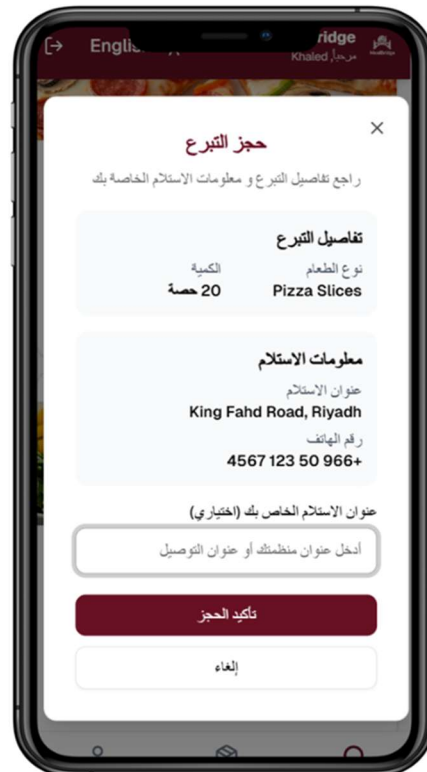 Englis
ridge
مرحباً, Khaled
حجز التبرع
راجع تفاصيل التبرع و معلومات الاستلام الخاصة بك
تفاصيل التبرع
نوع الطعام الكمية
Pizza Slices 20 حصة
معلومات الاستلام
عنوان الاستلام
King Fahd Road, Riyadh
رقم الهاتف
4567 123 50 966+
عنوان الاستلام الخاص بك (اختياري)
أدخل عنوان منظمتك أو عنوان التوصيل
تأكيد الحجز
إلغاء